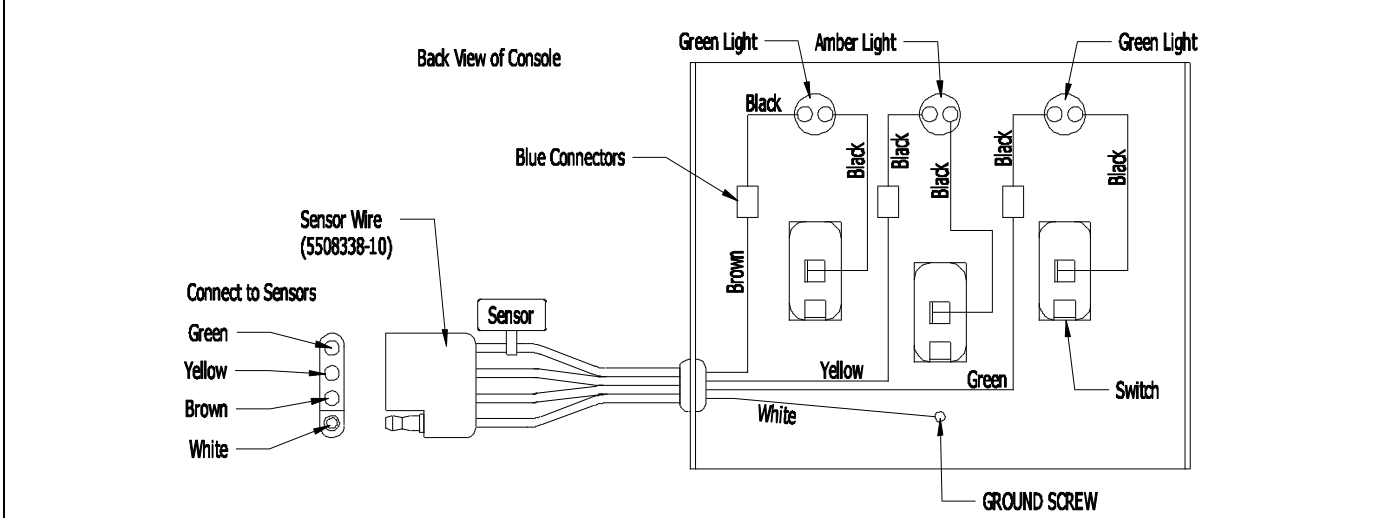 Back View of Console
Green Light
Amber Light
Green Light
Black
Blue Connectors
Black
Black
Black
Black
Black
Sensor Wire
(5508338-10)
Brown
Connect to Sensors
Sensor
Green
Yellow
Brown
White
Yellow
Green
White
Switch
GROUND SCREW